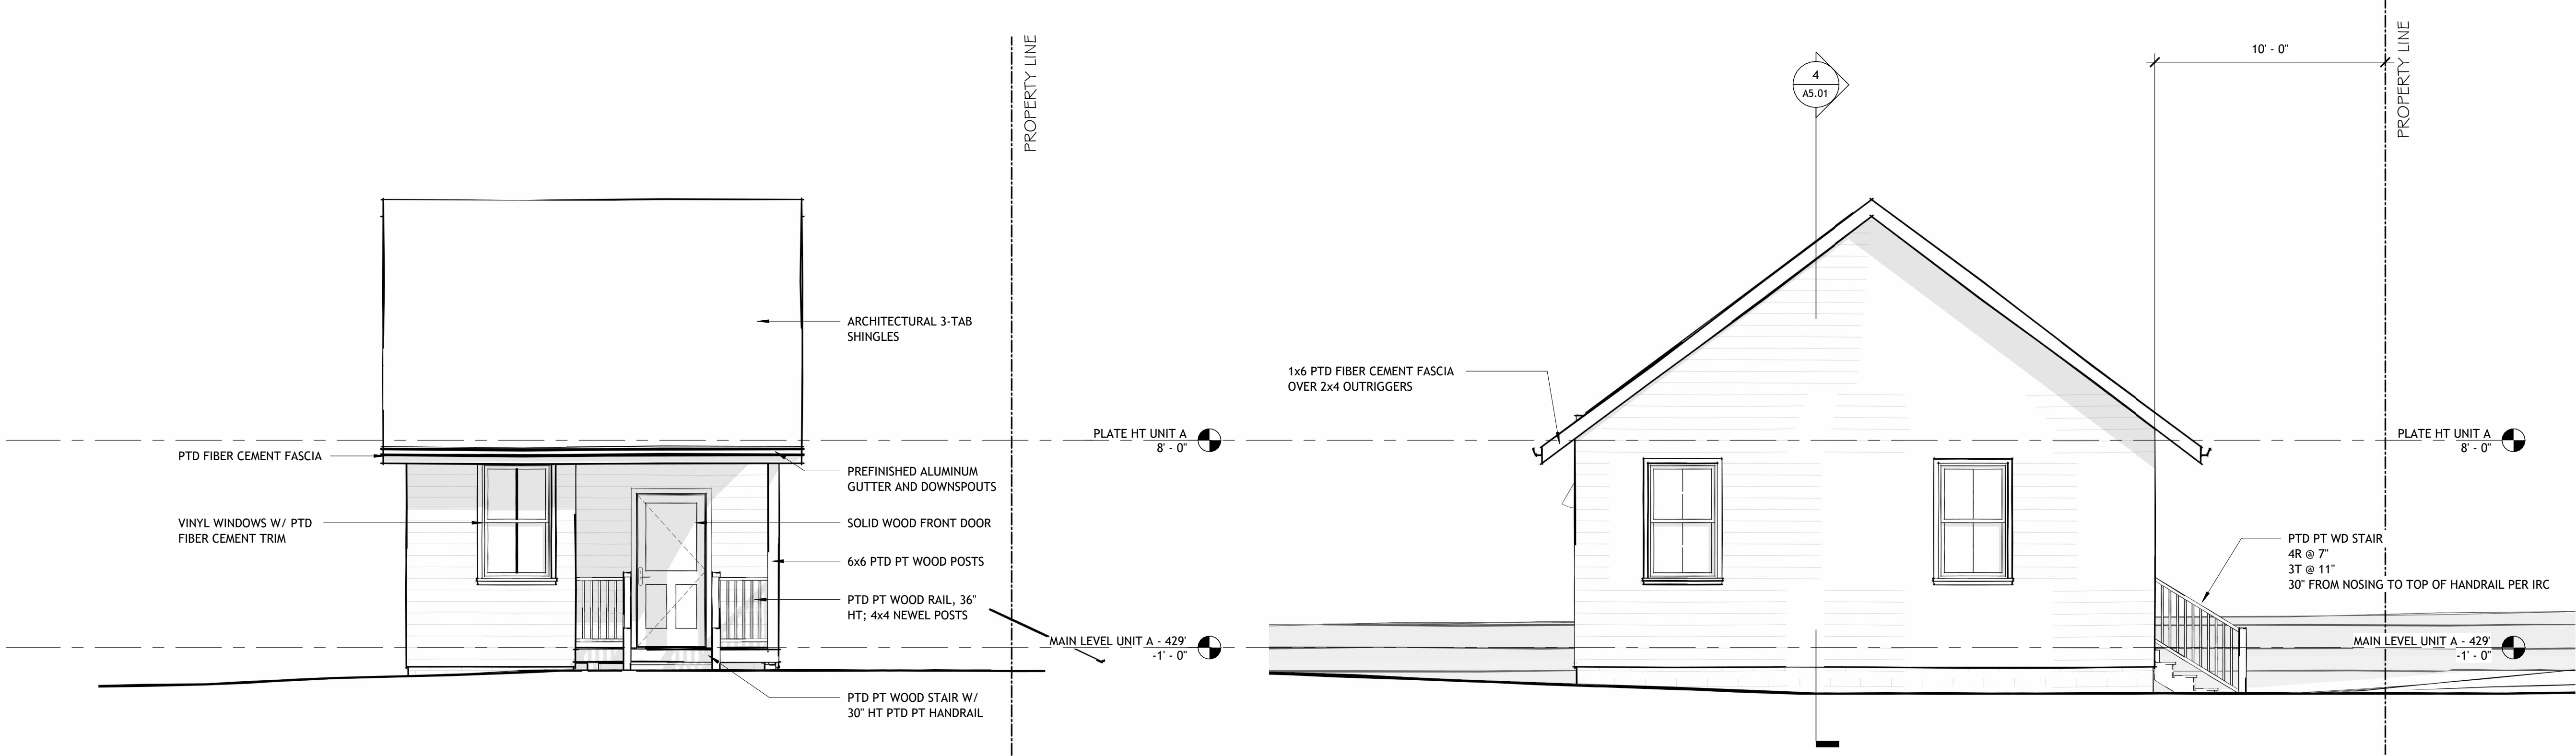 PROPERTY LINE
ARCHITECTURAL 3-TAB
SHINGLES
PLATE HT UNIT A
8' - 0"
PTD FIBER CEMENT FASCIA
PREFINISHED ALUMINUM
GUTTER AND DOWNSPOUTS
VINYL WINDOWS W/ PTD
FIBER CEMENT TRIM
SOLID WOOD FRONT DOOR
6x6 PTD PT WOOD POSTS
PTD PT WOOD RAIL, 36"
HT; 4x4 NEWEL POSTS
MAIN LEVEL UNIT A - 429'
-1' - 0"
PTD PT WOOD STAIR W/
30" HT PTD PT HANDRAIL
4
A5.01
10' - 0"
PROPERTY LINE
1x6 PTD FIBER CEMENT FASCIA
OVER 2x4 OUTRIGGERS
PLATE HT UNIT A
8' - 0"
PTD PT WD STAIR
4R @ 7"
3T @ 11"
30" FROM NOSING TO TOP OF HANDRAIL PER IRC
MAIN LEVEL UNIT A - 429'
-1' - 0"